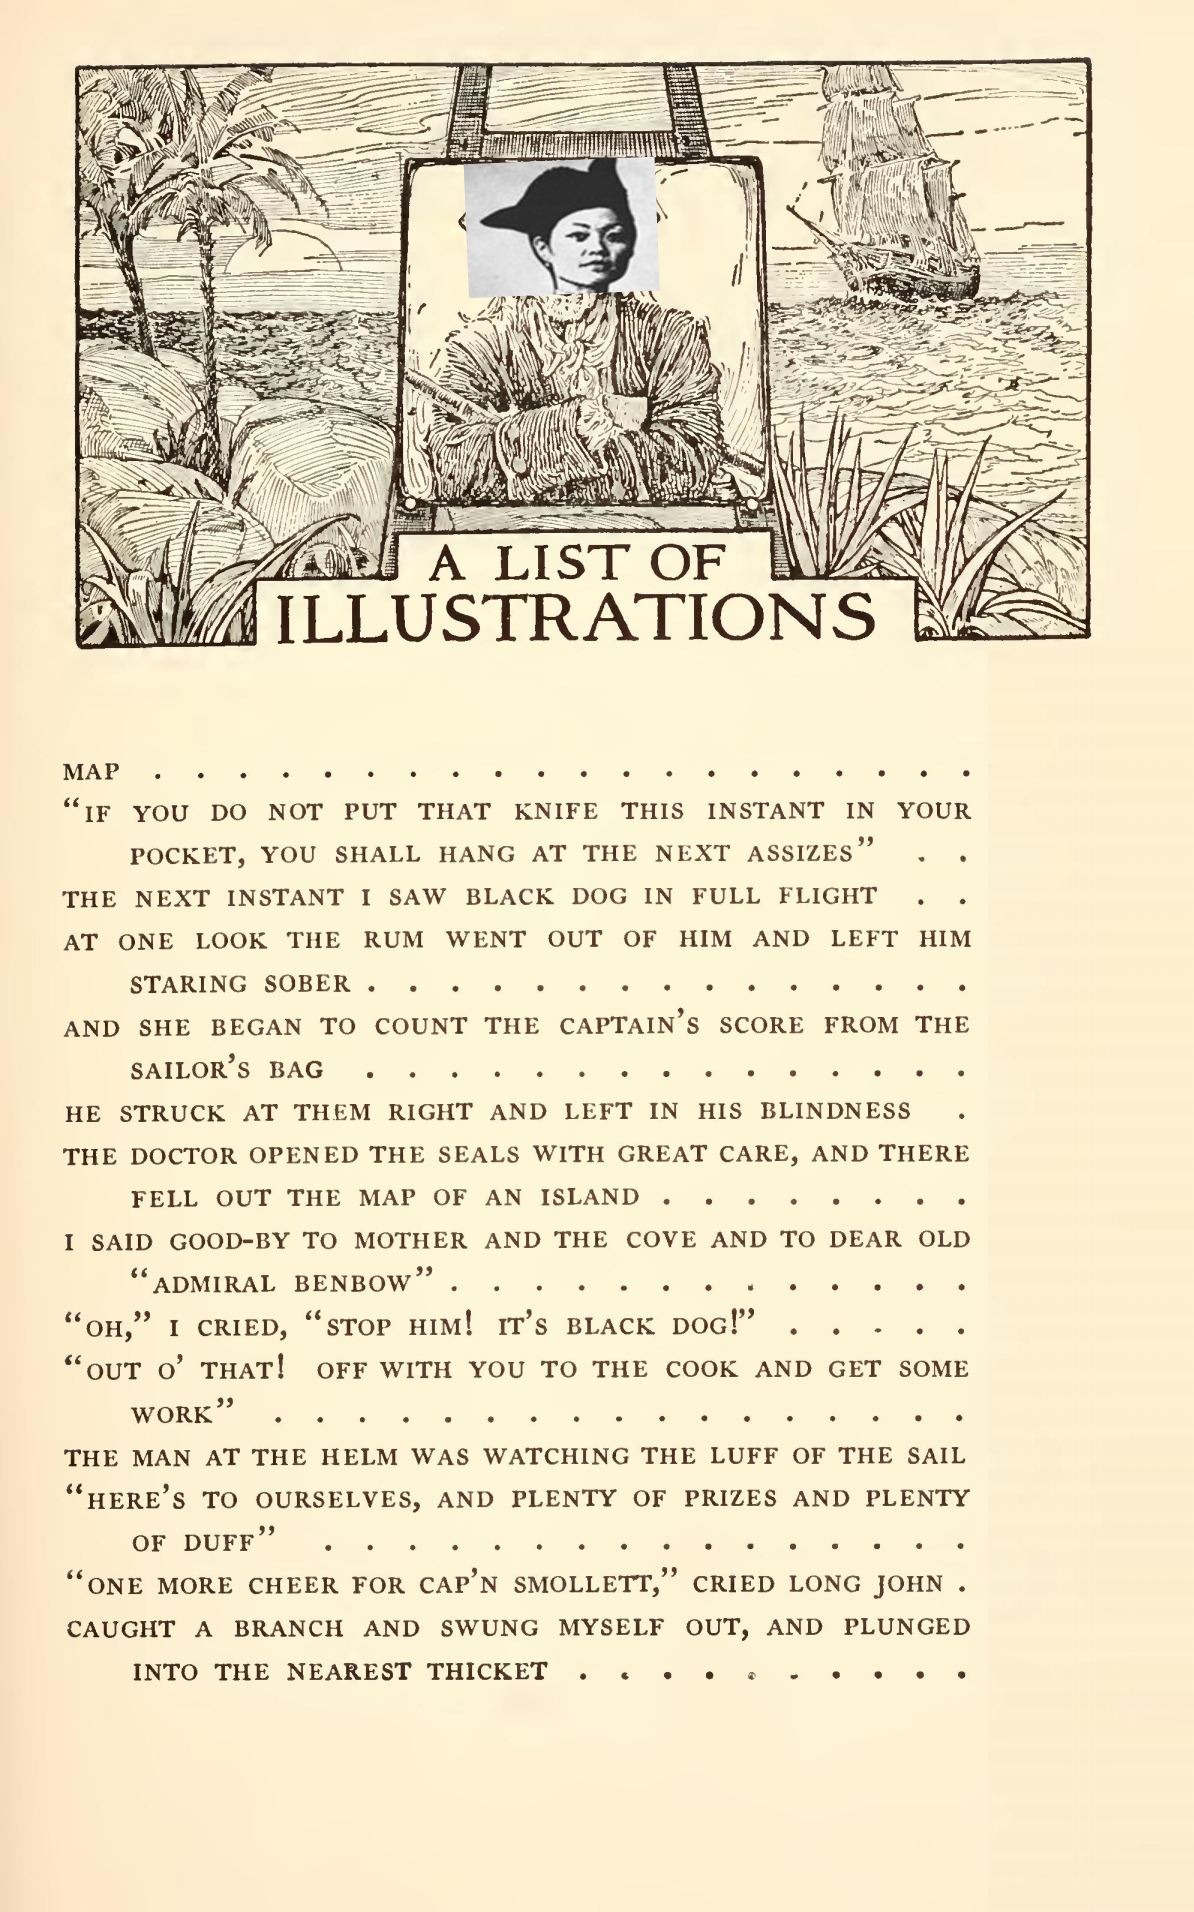 A LIST OF
ILLUSTRATIONS
MAP . . . . . . . . . . . . . . . . . . . .
“IF YOU DO NOT PUT THAT KNIFE THIS INSTANT IN YOUR
POCKET, YOU SHALL HANG AT THE NEXT ASSIZES” . .
THE NEXT INSTANT I SAW BLACK DOG IN FULL FLIGHT . .
AT ONE LOOK THE RUM WENT OUT OF HIM AND LEFT HIM
STARING SOBER . . . . . . . . . . . . . . .
AND SHE BEGAN TO COUNT THE CAPTAIN’S SCORE FROM THE
SAILOR’S BAG . . . . . . . . . . . . . . .
HE STRUCK AT THEM RIGHT AND LEFT IN HIS BLINDNESS .
THE DOCTOR OPENED THE SEALS WITH GREAT CARE, AND THERE
FELL OUT THE MAP OF AN ISLAND . . . . . . . .
I SAID GOOD-BY TO MOTHER AND THE COVE AND TO DEAR OLD
“ADMIRAL BENBOW” . . . . . . . . . . . . .
“OH,” I CRIED, “STOP HIM! IT’S BLACK DOG!” . . . . .
“OUT O’ THAT! OFF WITH YOU TO THE COOK AND GET SOME
WORK” . . . . . . . . . . . . . . . . .
THE MAN AT THE HELM WAS WATCHING THE LUFF OF THE SAIL
“HERE’S TO OURSELVES, AND PLENTY OF PRIZES AND PLENTY
OF DUFF” . . . . . . . . . . . . . . . .
“ONE MORE CHEER FOR CAP’N SMOLLETT,” CRIED LONG JOHN .
CAUGHT A BRANCH AND SWUNG MYSELF OUT, AND PLUNGED
INTO THE NEAREST THICKET . . . . . . . . . .